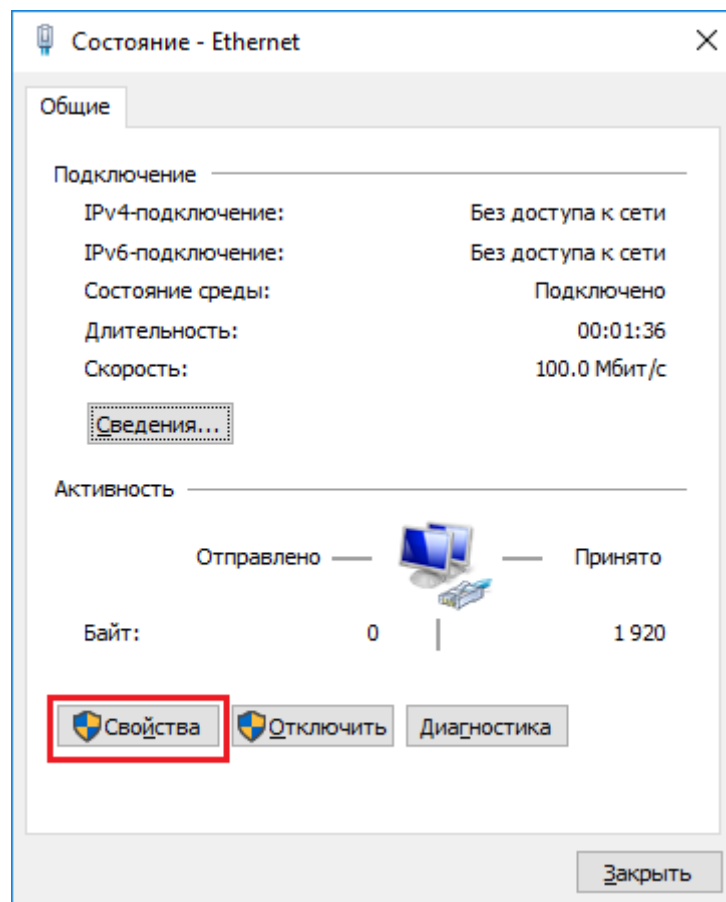 Состояние - Ethernet
Общие
Подключение
IPv4-подключение: Без доступа к сети
IPv6-подключение: Без доступа к сети
Состояние среды: Подключено
Длительность: 00:01:36
Скорость: 100.0 Мбит/с
Сведения...
Активность
Отправлено Принято
Байт: 0 1 920
Свойства Отключить Диагностика
Закрыть